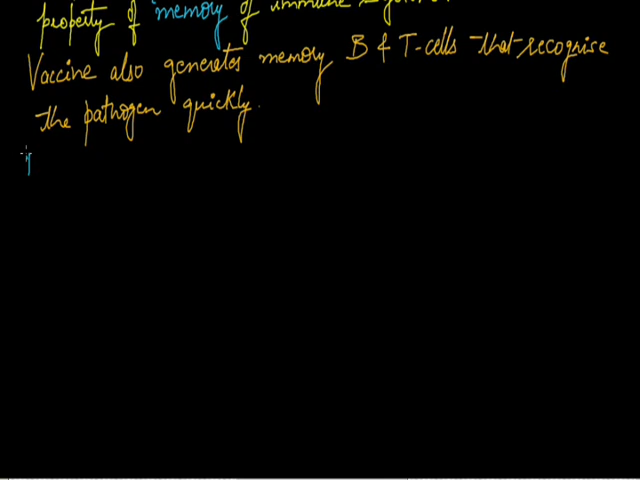 property of memory of immune
Vaccine also generates memory B & T-cells that recognise
the pathogen quickly.